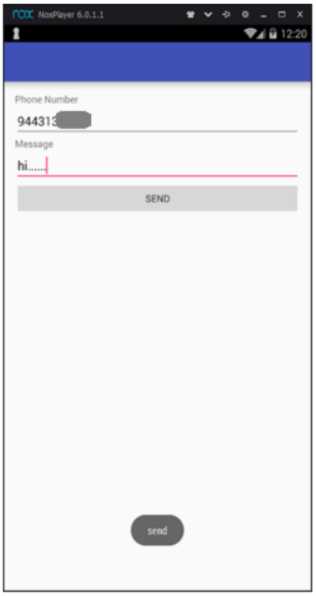 nox NoxPlayer 6.0.1.1
12:20
Phone Number
944313
Message
hi......
SEND
send